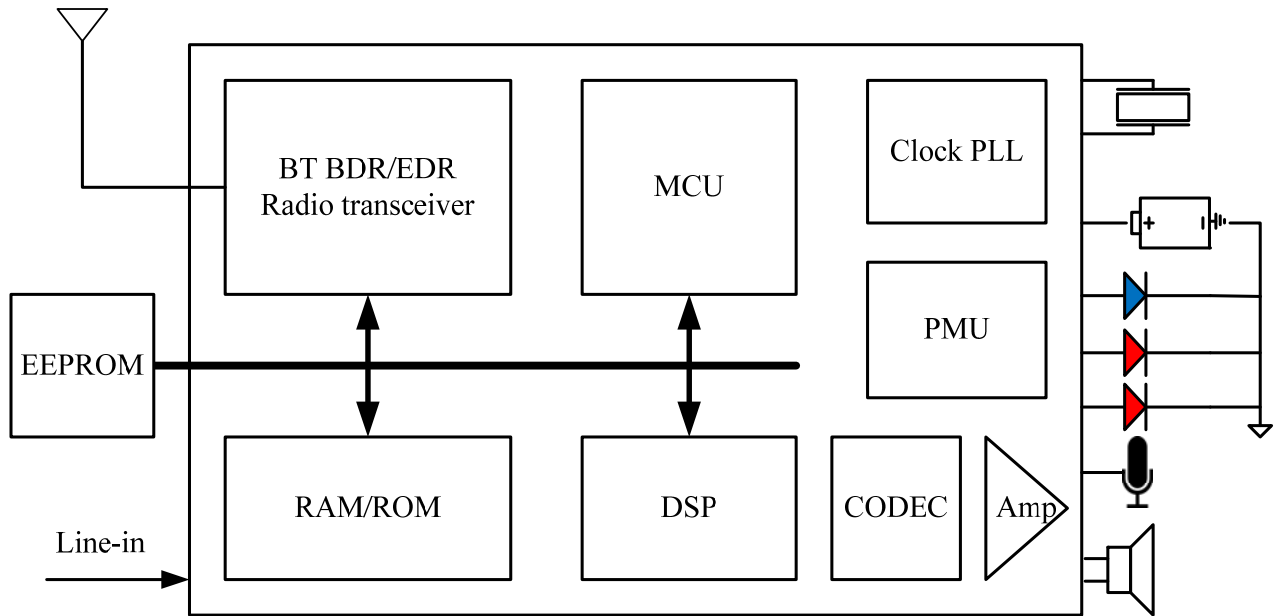 BT BDR/EDR
Radio transceiver
MCU
Clock PLL
EEPROM
PMU
RAM/ROM
DSP
CODEC
Amp
Line-in